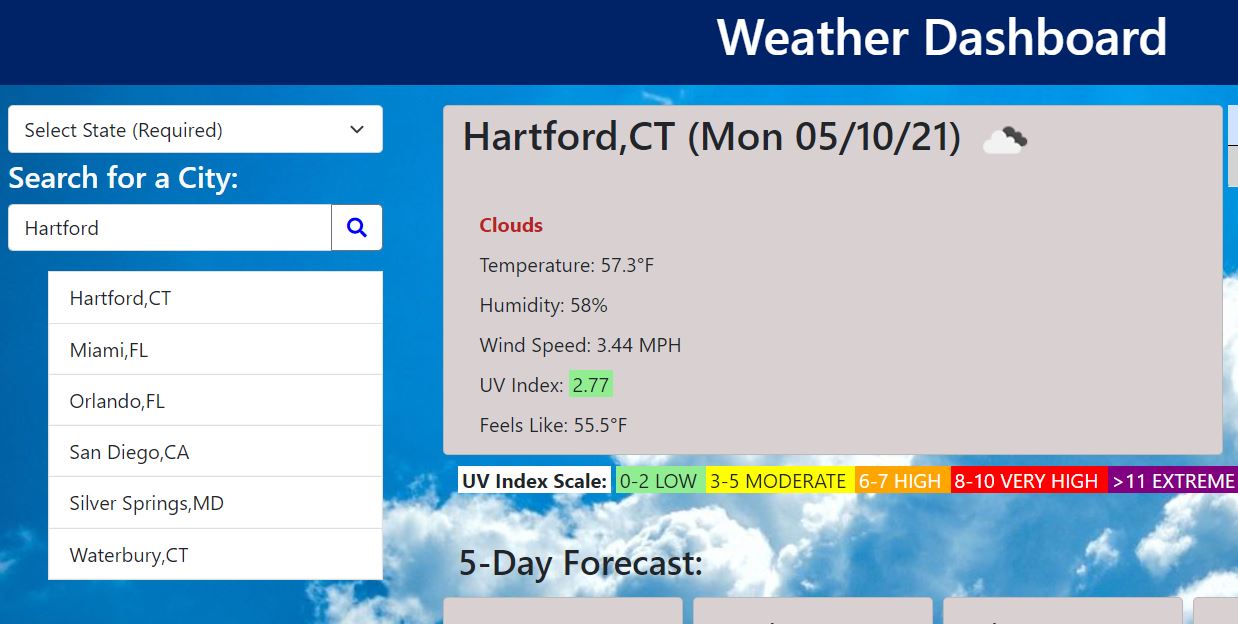 Weather Dashboard
Select State (Required)
Search for a City:
Hartford
Hartford,CT
Miami,FL
Orlando,FL
San Diego,CA
Silver Springs,MD
Waterbury,CT
Hartford,CT (Mon 05/10/21)
Clouds
Temperature: 57.3°F
Humidity: 58%
Wind Speed: 3.44 MPH
UV Index: 2.77
Feels Like: 55.5°F
UV Index Scale: 0-2 LOW 3-5 MODERATE 6-7 HIGH 8-10 VERY HIGH >11 EXTREME
5-Day Forecast: